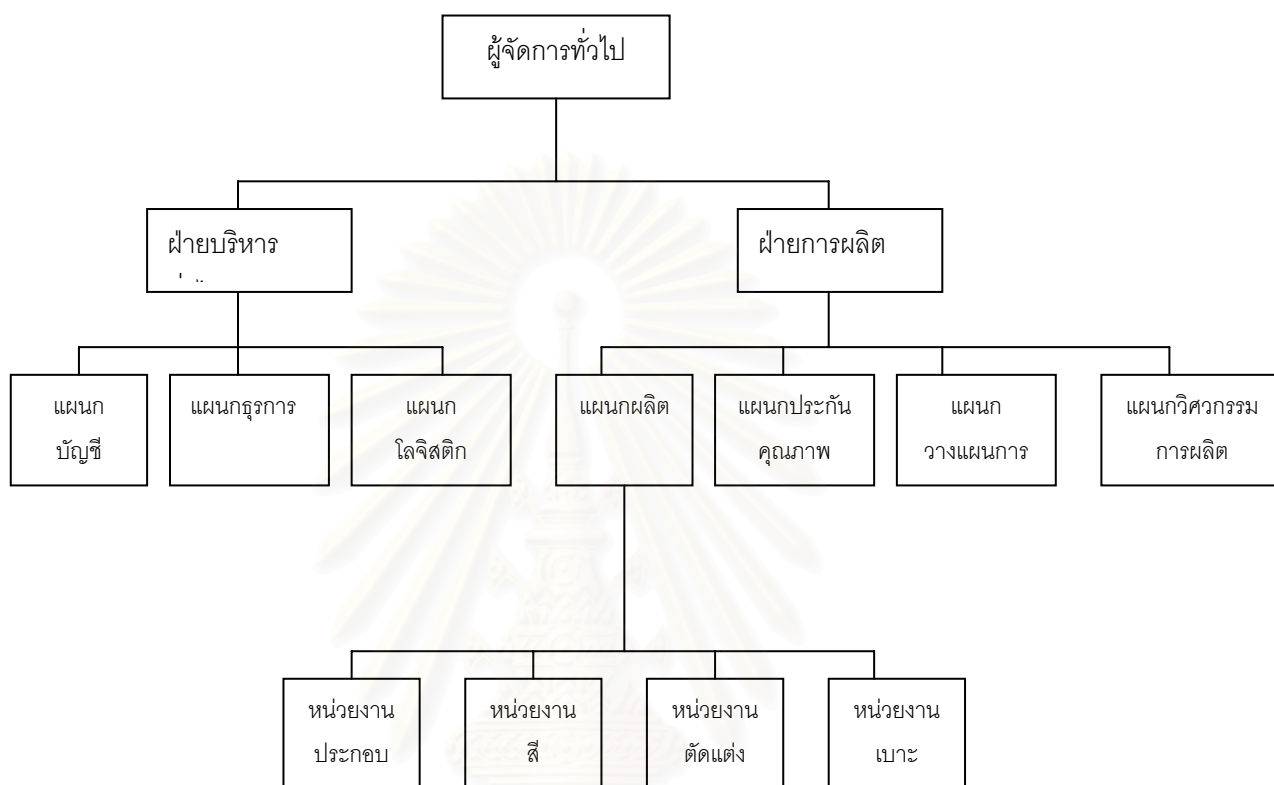 ผู้จัดการทั่วไป
ฝ่ายบริหาร
ฝ่ายการผลิต
แผนก
บัญชี
แผนกธุรการ
แผนก
โลจิสติก
แผนกผลิต
แผนกประกัน
คุณภาพ
แผนก
วางแผนการ
แผนกวิศวกรรม
การผลิต
หน่วยงาน
ประกอบ
หน่วยงาน
สี
หน่วยงาน
ตัดแต่ง
หน่วยงาน
เบาะ